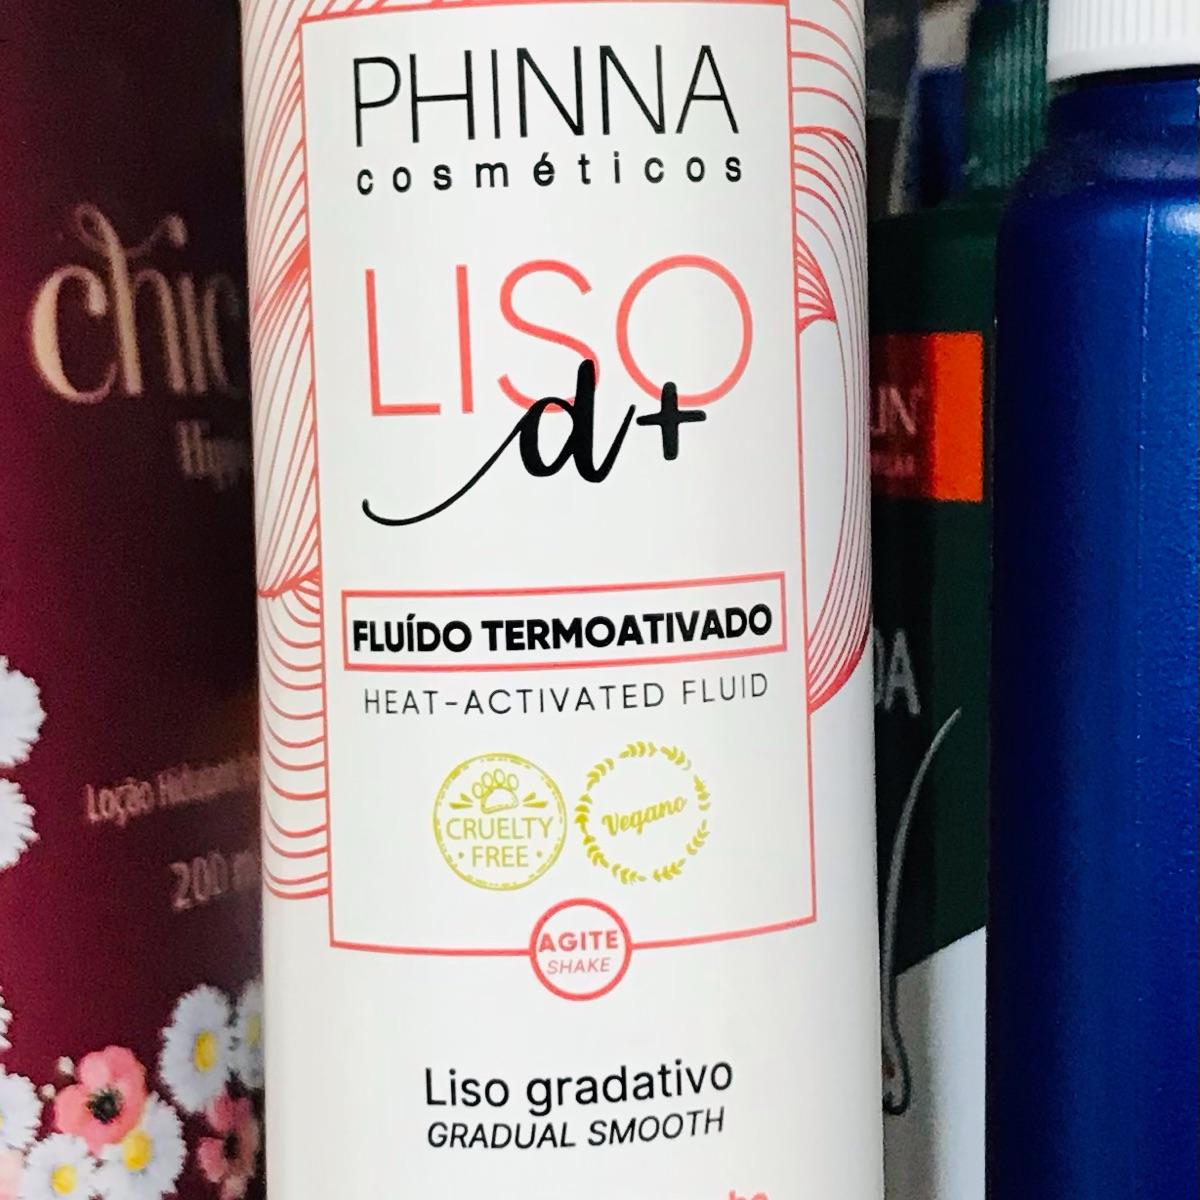 PHINNA
cosméticos
LISO
d+
FLUÍDO TERMOATIVADO
HEAT-ACTIVATED FLUID
CRUELTY
FREE
Vegano
AGITE
SHAKE
Liso gradativo
GRADUAL SMOOTH
chic
Loção
200 ml